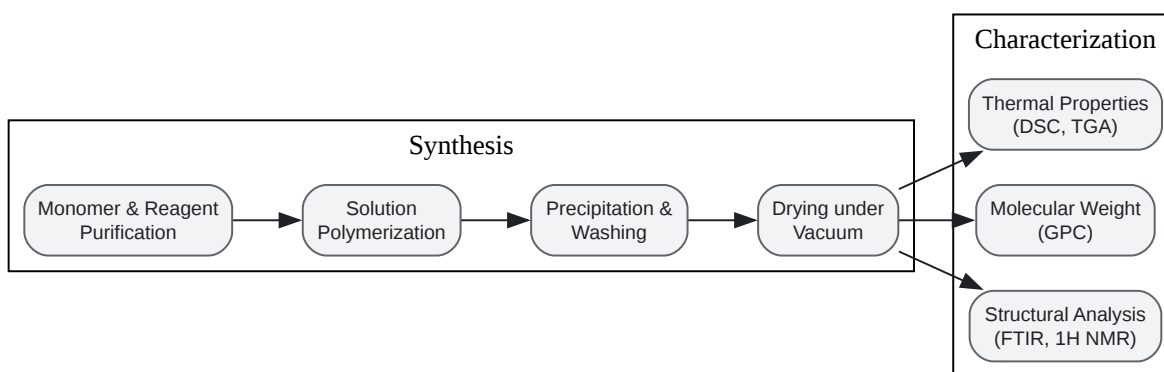 Synthesis
Monomer & Reagent
Purification
Solution
Polymerization
Precipitation &
Washing
Drying under
Vacuum
Characterization
Thermal Properties
(DSC, TGA)
Molecular Weight
(GPC)
Structural Analysis
(FTIR, 1H NMR)